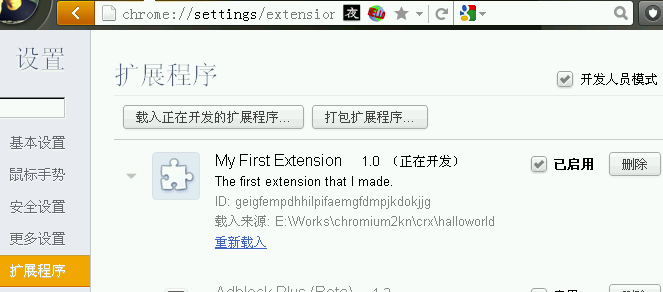 chrome://settings/extension
设置
扩展程序
开发人员模式
载入正在开发的扩展程序...
打包扩展程序...
基本设置
鼠标手势
安全设置
更多设置
扩展程序
My First Extension 1.0 (正在开发)
已启用
删除
The first extension that I made.
ID: geigfempdhhilpifaemgfdmpjkdokjjg
载入来源: E:\Works\chromium2kn\crx\halloworld
重新载入
Adblock Plus (Beta) 1.2